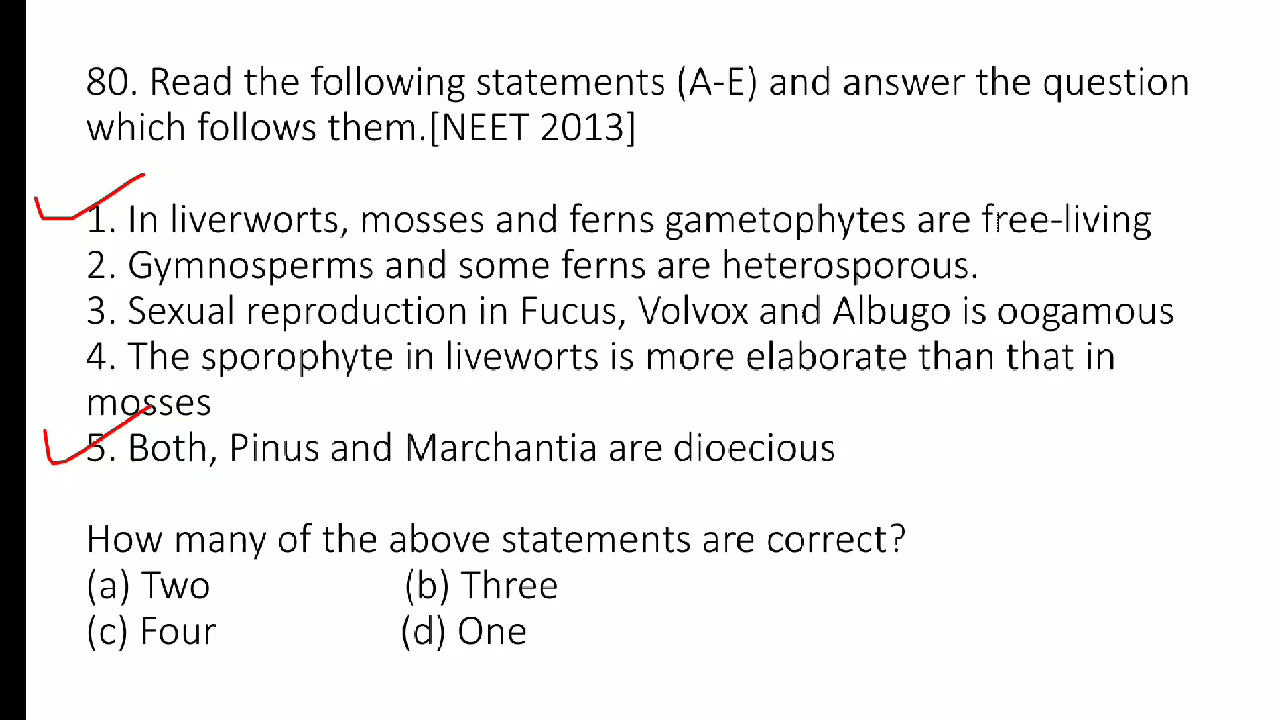 80. Read the following statements (A-E) and answer the question
which follows them.[NEET 2013]
1. In liverworts, mosses and ferns gametophytes are free-living
2. Gymnosperms and some ferns are heterosporous.
3. Sexual reproduction in Fucus, Volvox and Albugo is oogamous
4. The sporophyte in liveworts is more elaborate than that in
mosses
5. Both, Pinus and Marchantia are dioecious
How many of the above statements are correct?
(a) Two (b) Three
(c) Four (d) One